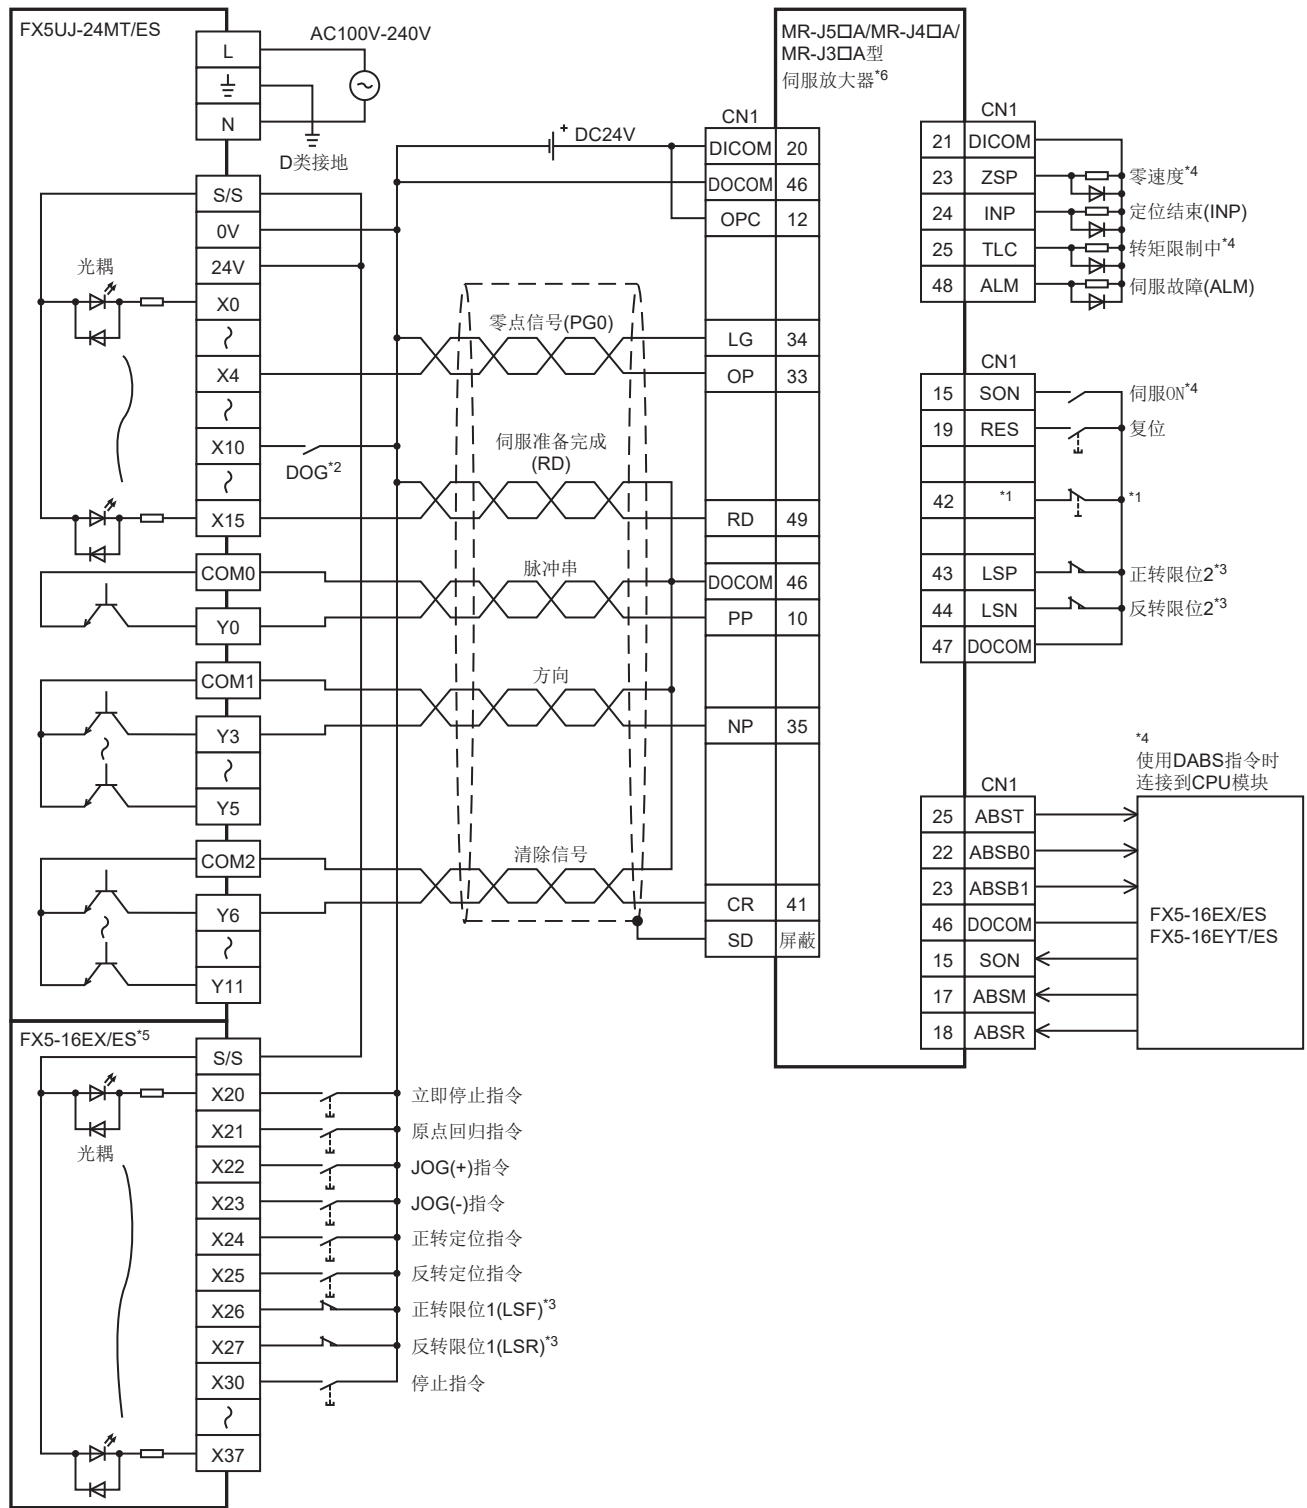 FX5UJ-24MT/ES
L
N
AC100V-240V
D类接地
S/S
0V
24V
X0
X4
X10
X15
COM0
Y0
COM1
Y3
Y5
COM2
Y6
Y11
光耦
DOG*2
FX5-16EX/ES*5
S/S
X20
X21
X22
X23
X24
X25
X26
X27
X30
X37
光耦
立即停止指令
原点回归指令
JOG(+)指令
JOG(-)指令
正转定位指令
反转定位指令
正转限位1(LSF)*3
反转限位1(LSR)*3
停止指令
+ DC24V
零点信号(PG0)
伺服准备完成
(RD)
脉冲串
方向
清除信号
MR-J5□A/MR-J4□A/
MR-J3□A型
伺服放大器*6
CN1
DICOM 20
DOCOM 46
OPC 12
LG 34
OP 33
RD 49
DOCOM 46
PP 10
NP 35
CR 41
SD 屏蔽
CN1
21 DICOM
23 ZSP 零速度*4
24 INP 定位结束(INP)
25 TLC 转矩限制中*4
48 ALM 伺服故障(ALM)
CN1
15 SON 伺服ON*4
19 RES 复位
42 *1 *1
43 LSP 正转限位2*3
44 LSN 反转限位2*3
47 DOCOM
*4
使用DABS指令时
连接到CPU模块
CN1
25 ABST
22 ABSB0
23 ABSB1
46 DOCOM
15 SON
17 ABSM
18 ABSR
FX5-16EX/ES
FX5-16EYT/ES